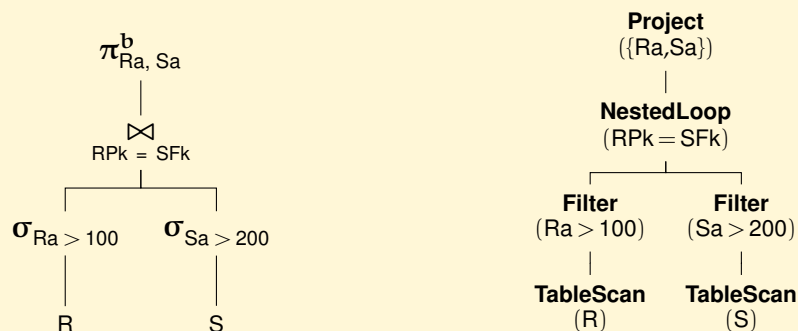 π^b_Ra, Sa
⋈
RPk = SFk
σ_Ra > 100 σ_Sa > 200
R S
Project
({Ra,Sa})
NestedLoop
(RPk = SFk)
Filter Filter
(Ra > 100) (Sa > 200)
TableScan TableScan
(R) (S)